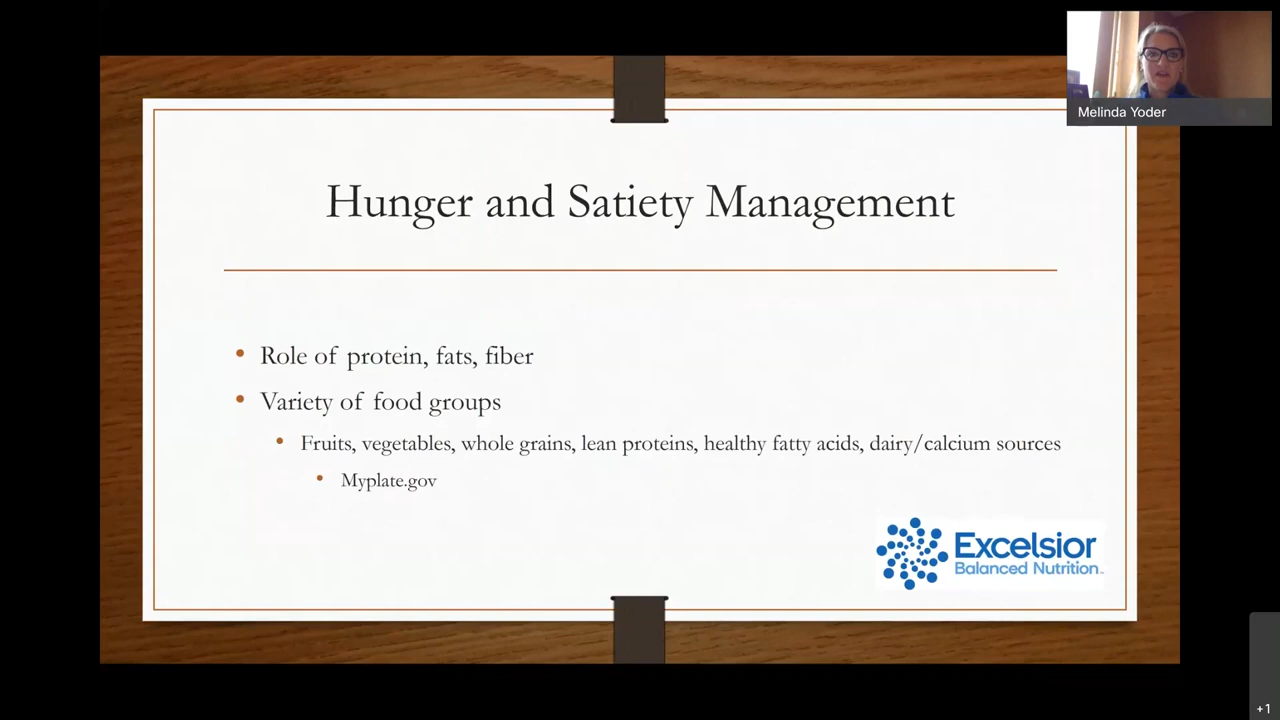 Melinda Yoder
Hunger and Satiety Management
Role of protein, fats, fiber
Variety of food groups
Fruits, vegetables, whole grains, lean proteins, healthy fatty acids, dairy/calcium sources
Myplate.gov
Excelsior
Balanced Nutrition
+1